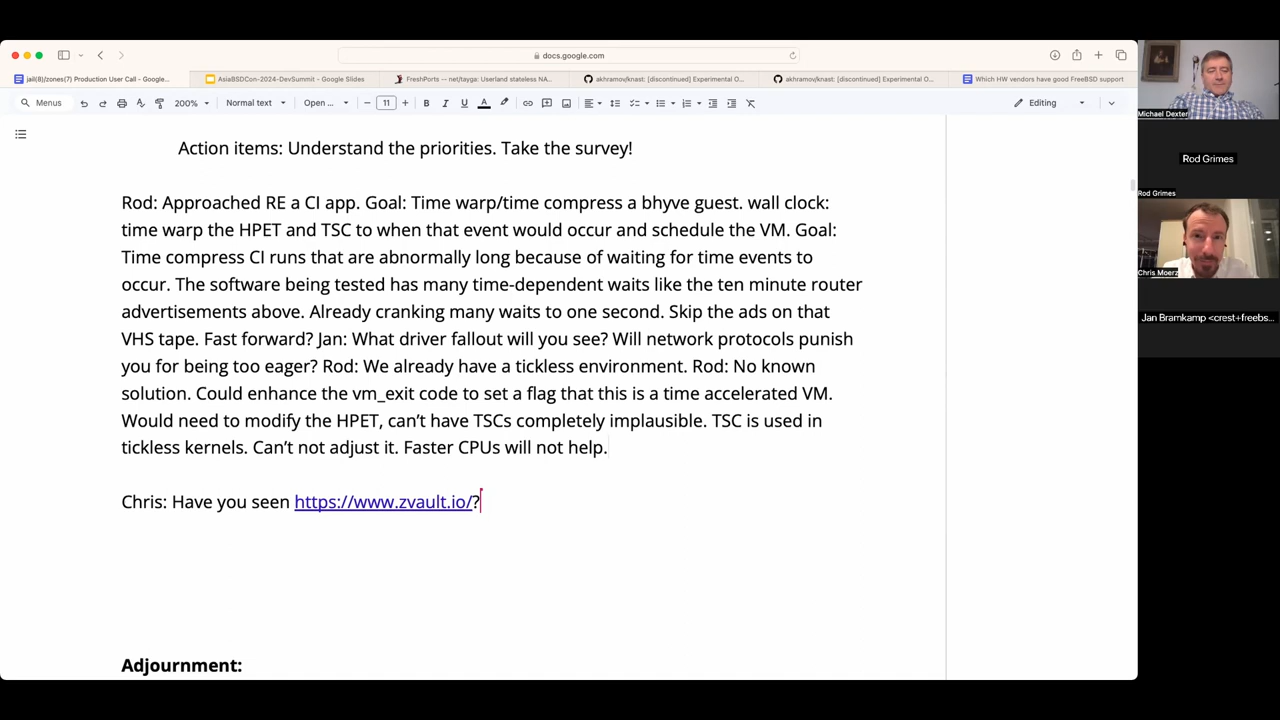 docs.google.com
jail(8)/zones(7) Production User Call - Google...
AsiaBSDCon-2024-DevSummit - Google Slides
FreshPorts -- net/tayga: Userland stateless NA...
akhramov/knast: [discontinued] Experimental O...
akhramov/knast: [discontinued] Experimental O...
Which HW vendors have good FreeBSD support
Menus
200%
Normal text
Open ...
11
Editing
Action items: Understand the priorities. Take the survey!
Rod: Approached RE a CI app. Goal: Time warp/time compress a bhyve guest. wall clock:
time warp the HPET and TSC to when that event would occur and schedule the VM. Goal:
Time compress CI runs that are abnormally long because of waiting for time events to
occur. The software being tested has many time-dependent waits like the ten minute router
advertisements above. Already cranking many waits to one second. Skip the ads on that
VHS tape. Fast forward? Jan: What driver fallout will you see? Will network protocols punish
you for being too eager? Rod: We already have a tickless environment. Rod: No known
solution. Could enhance the vm_exit code to set a flag that this is a time accelerated VM.
Would need to modify the HPET, can’t have TSCs completely implausible. TSC is used in
tickless kernels. Can’t not adjust it. Faster CPUs will not help.
Chris: Have you seen https://www.zvault.io/?
Adjournment:
Michael Dexter
Rod Grimes
Rod Grimes
Chris Moerz
Jan Bramkamp <crest+freebs...